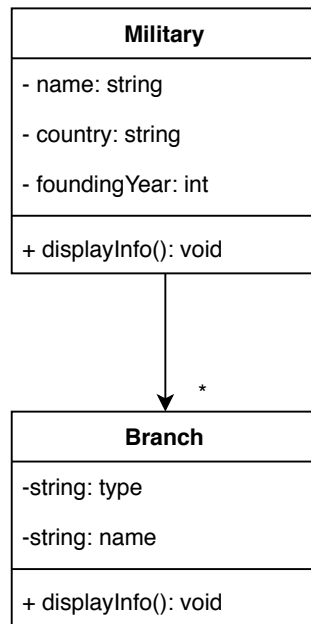 Military
- name: string
- country: string
- foundingYear: int
+ displayInfo(): void
*
Branch
-string: type
-string: name
+ displayInfo(): void